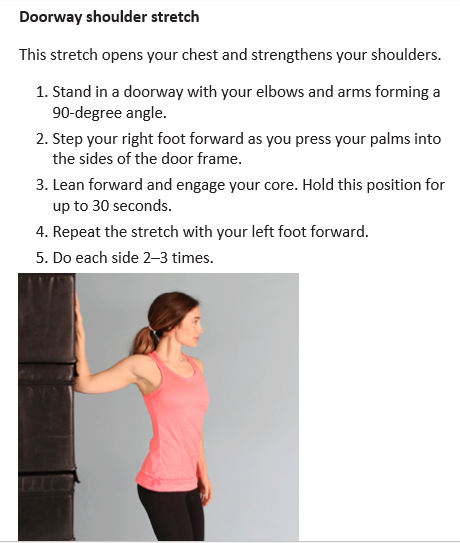 Doorway shoulder stretch
This stretch opens your chest and strengthens your shoulders.
1. Stand in a doorway with your elbows and arms forming a
90-degree angle.
2. Step your right foot forward as you press your palms into
the sides of the door frame.
3. Lean forward and engage your core. Hold this position for
up to 30 seconds.
4. Repeat the stretch with your left foot forward.
5. Do each side 2–3 times.